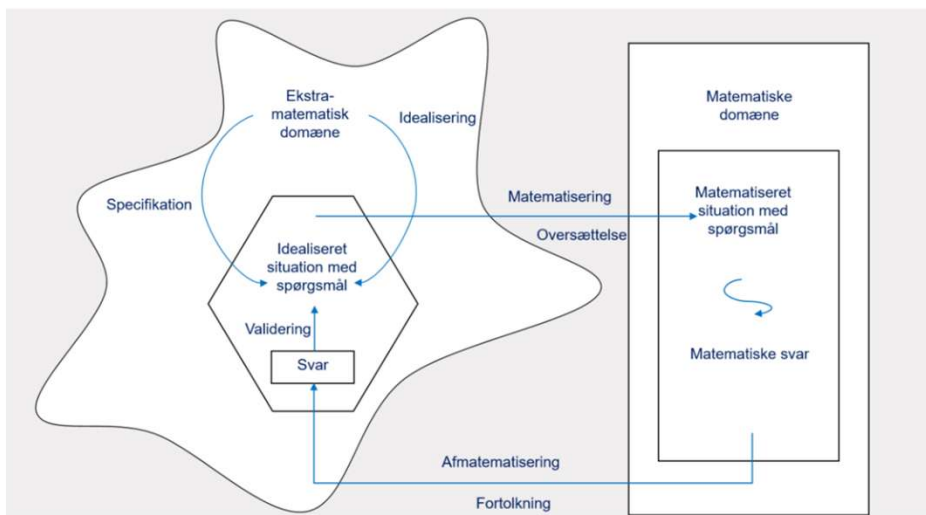 Ekstra-
matematisk
domæne
Idealisering
Specifikation
Idealiseret
situation med
spørgsmål
Validering
Svar
Matematisering
Oversættelse
Matematiske
domæne
Matematiseret
situation med
spørgsmål
Matematiske svar
Afmatematisering
Fortolkning